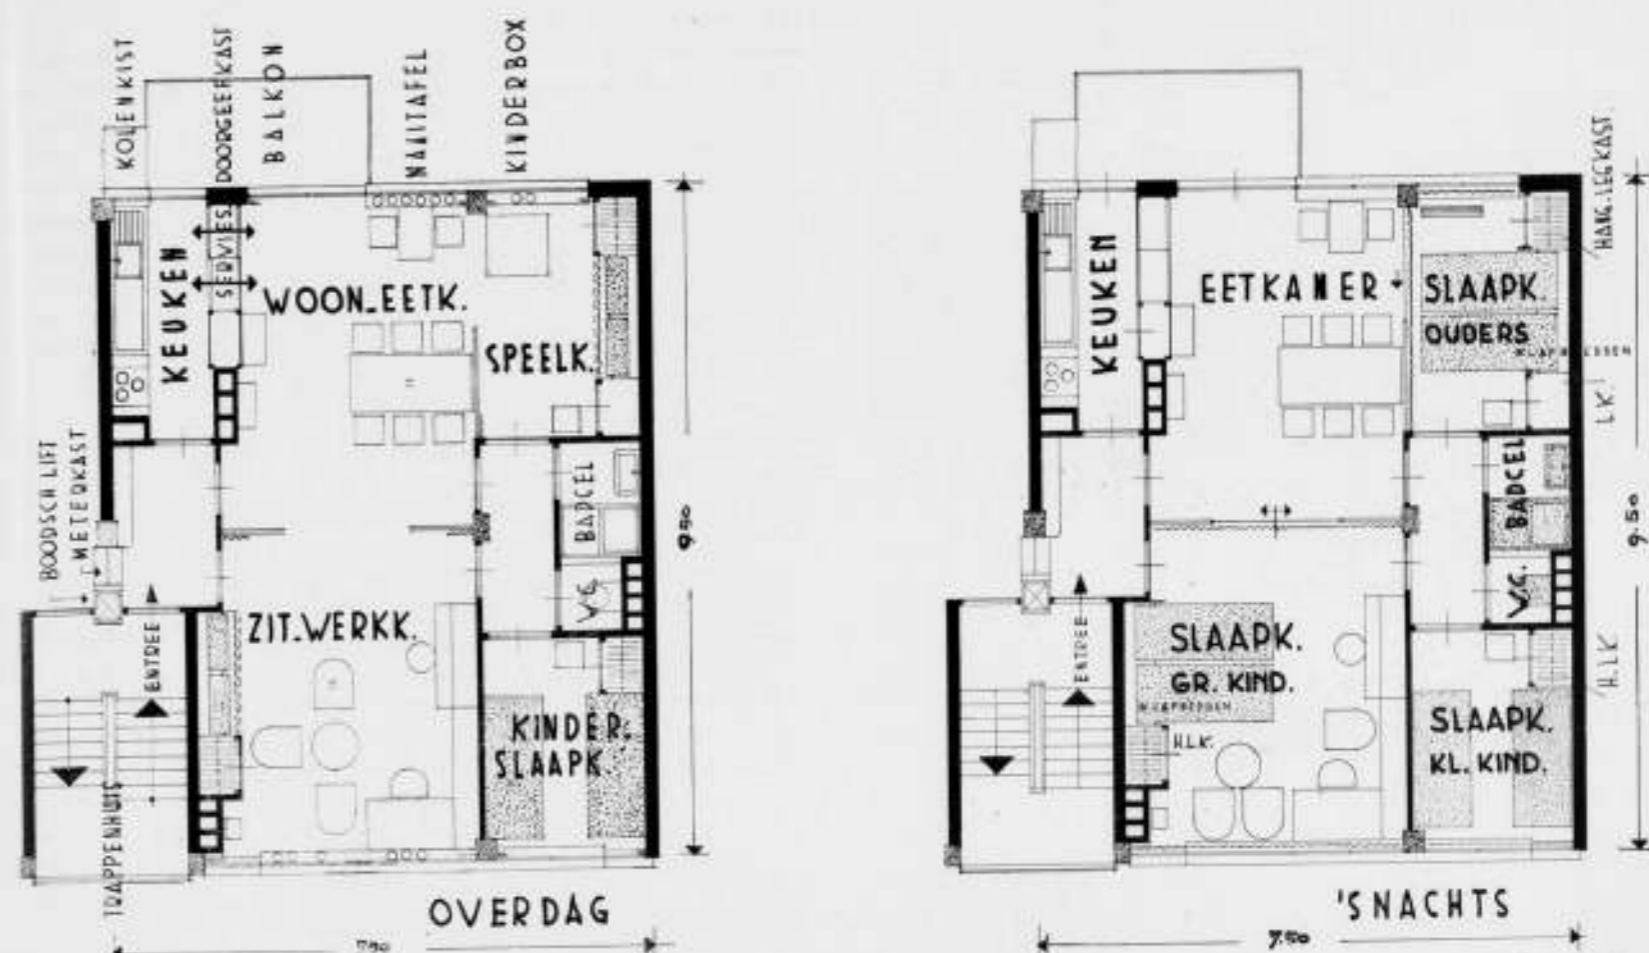 KOLENKIST
DOORGEEFKAST
BALKON
NAAITAFEL
KINDERBOX
KEUKEN
SERVIES
WOON_EETK.
SPEELK.
BOODSCH LIFT
METERKAST
BADCEL
W.C.
ENTREE
ZIT_WERKK.
KINDER.
SLAAPK.
TRAPPENHUIS
9.50
OVERDAG
7.50
KEUKEN
EETKAMER
SLAAPK.
OUDERS
KLAPBEDDEN
HANG. LEGKAST
L.K.
BADCEL
W.C.
ENTREE
SLAAPK.
GR. KIND.
KLAPBEDDEN
H.L.K.
SLAAPK.
KL. KIND.
H.L.K
9.50
'S NACHTS
7.50